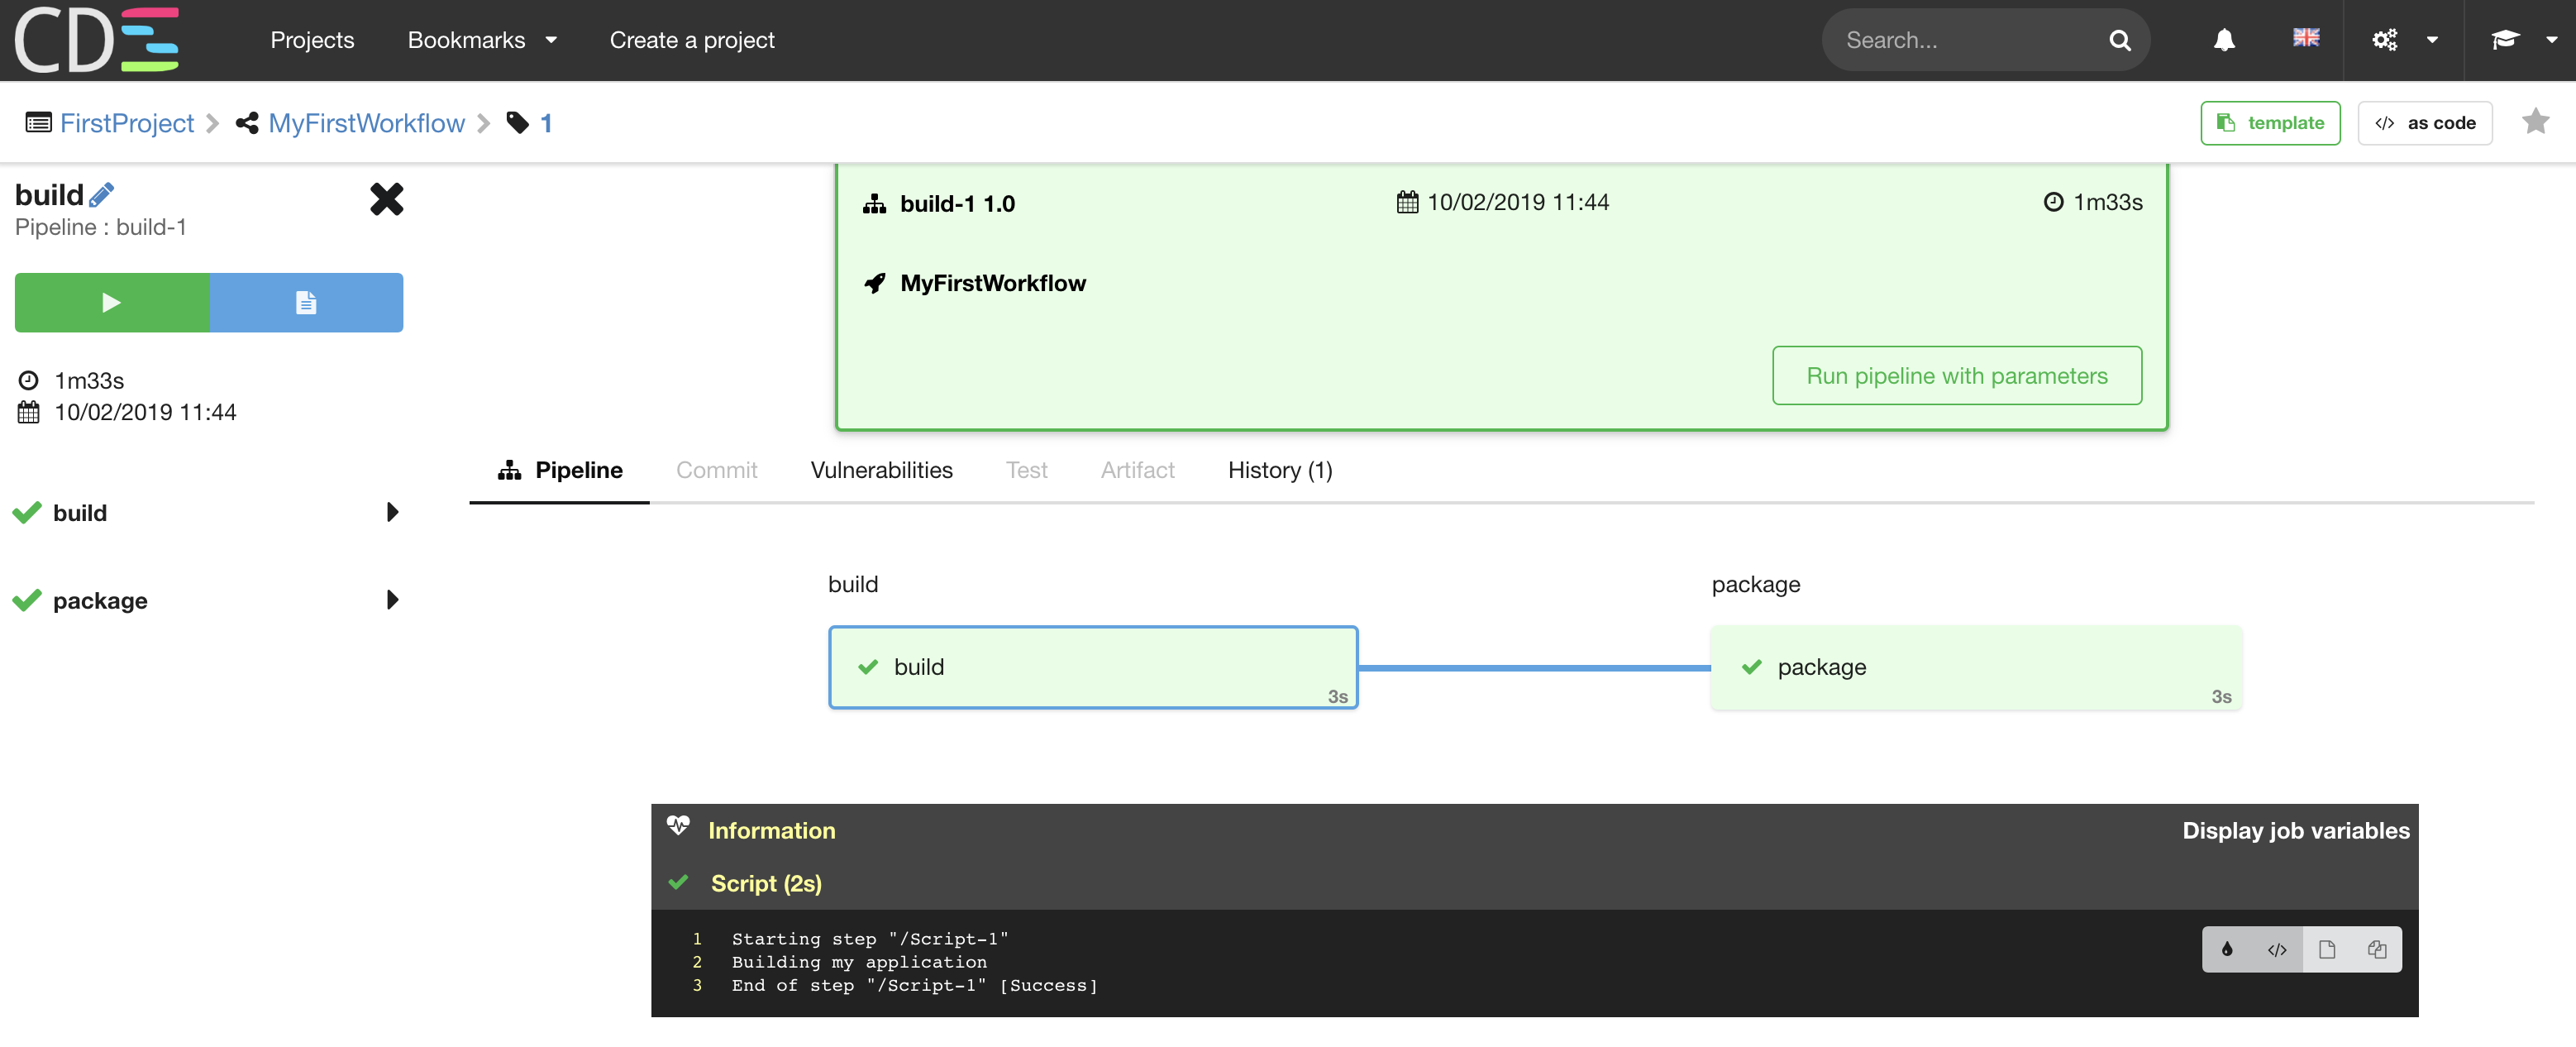 CDS
Projects
Bookmarks
Create a project
Search...
FirstProject
MyFirstWorkflow
1
template
</> as code
build
Pipeline : build-1
1m33s
10/02/2019 11:44
build
package
build-1 1.0
10/02/2019 11:44
1m33s
MyFirstWorkflow
Run pipeline with parameters
Pipeline
Commit
Vulnerabilities
Test
Artifact
History (1)
build
package
build
3s
package
3s
Information
Display job variables
Script (2s)
1 Starting step "/Script-1"
2 Building my application
3 End of step "/Script-1" [Success]
</>